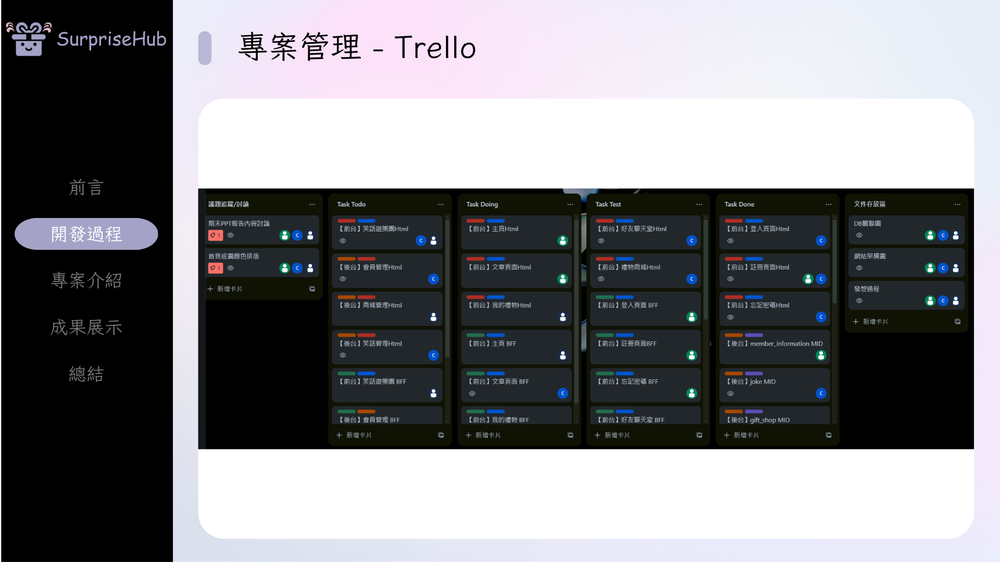 SurpriseHub
前言
開發過程
專案介紹
成果展示
總結
專案管理 - Trello
議題追蹤/討論
期末PPT報告內容討論
1
C
首頁底圖顏色排版
1
C
新增卡片
Task Todo
【前台】笑話遊樂園Html
C
【後台】會員管理Html
C
【後台】商城管理Html
【後台】笑話管理Html
C
【前台】笑話遊樂園 BFF
【後台】會員管理 BFF
新增卡片
Task Doing
【前台】主頁Html
【前台】文章頁面Html
【前台】我的禮物Html
【前台】主頁 BFF
【前台】文章頁面 BFF
C
【前台】我的禮物 BFF
新增卡片
Task Test
【前台】好友聊天室Html
C
【前台】禮物商城Html
C
【前台】登入頁面 BFF
【前台】註冊頁面BFF
【前台】忘記密碼 BFF
【前台】好友聊天室 BFF
新增卡片
Task Done
【前台】登入頁面Html
C
【前台】註冊頁面Html
C
【前台】忘記密碼Html
C
【後台】member_information MID
【後台】joke MID
C
【後台】gift_shop MID
新增卡片
文件存放區
DB關聯圖
C
網站架構圖
C
發想過程
C
新增卡片